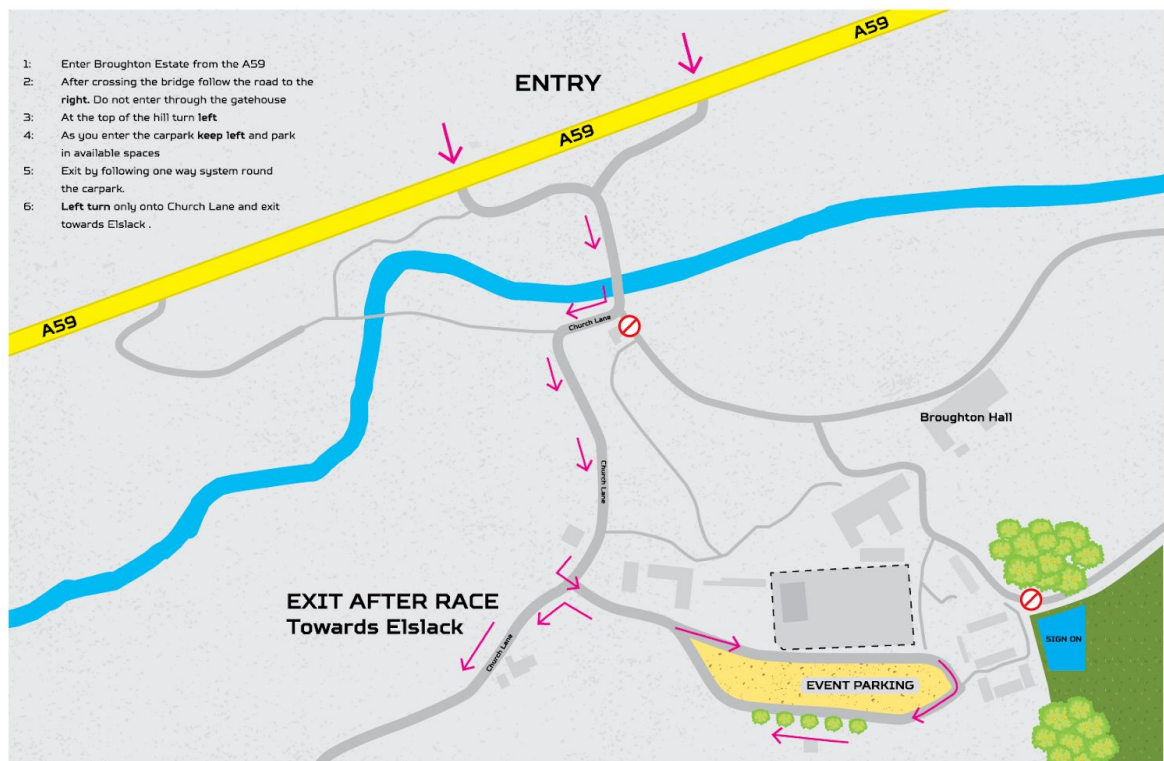 1: Enter Broughton Estate from the A59
2: After crossing the bridge follow the road to the
right. Do not enter through the gatehouse
3: At the top of the hill turn left
4: As you enter the carpark keep left and park
in available spaces
5: Exit by following one way system round
the carpark.
6: Left turn only onto Church Lane and exit
towards Elslack .
ENTRY
A59
A59
A59
Church Lane
Broughton Hall
Church Lane
EXIT AFTER RACE
Towards Elslack
Church Lane
SIGN ON
EVENT PARKING